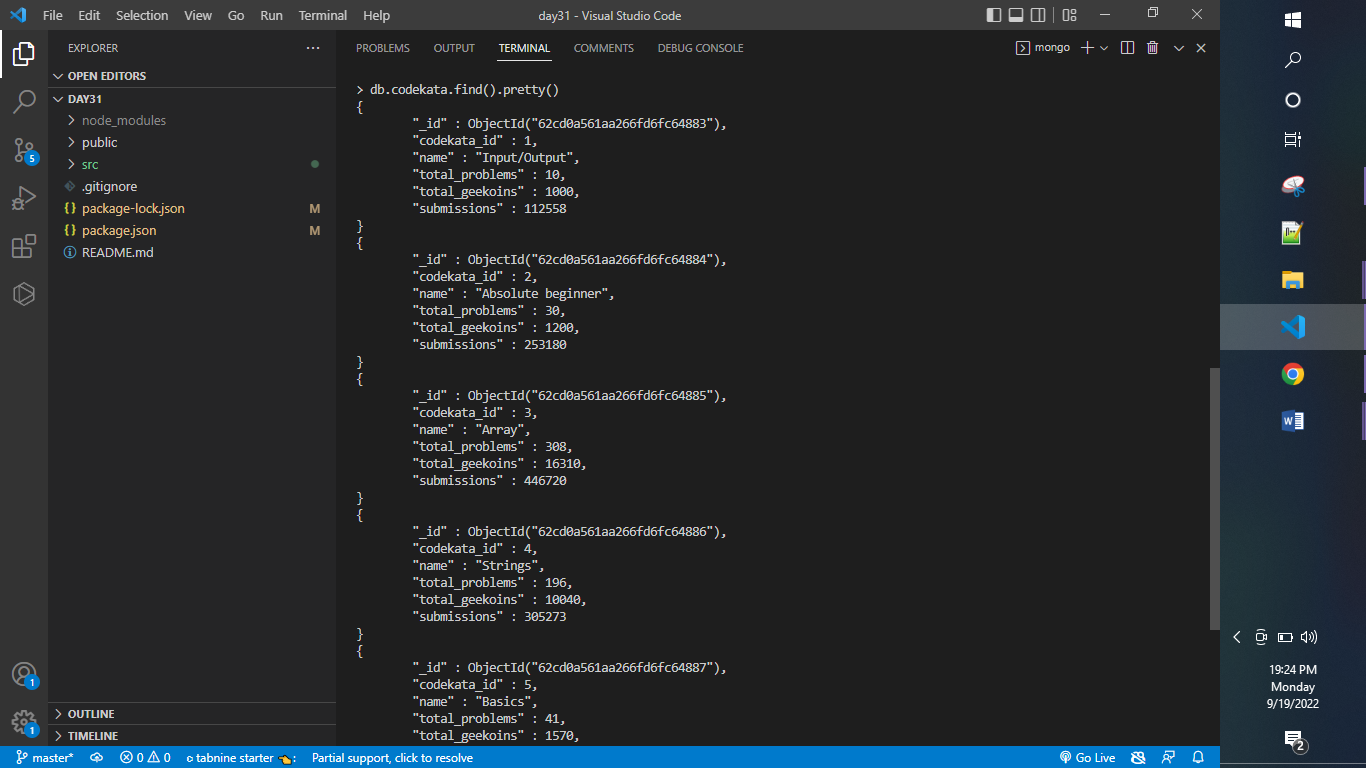 File Edit Selection View Go Run Terminal Help
day31 - Visual Studio Code
EXPLORER
OPEN EDITORS
DAY31
node_modules
public
src
.gitignore
{} package-lock.json M
{} package.json M
README.md
OUTLINE
TIMELINE
5
1
1
PROBLEMS OUTPUT TERMINAL COMMENTS DEBUG CONSOLE
mongo
> db.codekata.find().pretty()
{
"_id" : ObjectId("62cd0a561aa266fd6fc64883"),
"codekata_id" : 1,
"name" : "Input/Output",
"total_problems" : 10,
"total_geekoins" : 1000,
"submissions" : 112558
}
{
"_id" : ObjectId("62cd0a561aa266fd6fc64884"),
"codekata_id" : 2,
"name" : "Absolute beginner",
"total_problems" : 30,
"total_geekoins" : 1200,
"submissions" : 253180
}
{
"_id" : ObjectId("62cd0a561aa266fd6fc64885"),
"codekata_id" : 3,
"name" : "Array",
"total_problems" : 308,
"total_geekoins" : 16310,
"submissions" : 446720
}
{
"_id" : ObjectId("62cd0a561aa266fd6fc64886"),
"codekata_id" : 4,
"name" : "Strings",
"total_problems" : 196,
"total_geekoins" : 10040,
"submissions" : 305273
}
{
"_id" : ObjectId("62cd0a561aa266fd6fc64887"),
"codekata_id" : 5,
"name" : "Basics",
"total_problems" : 41,
"total_geekoins" : 1570,
master* 0 0 tabnine starter 👈: Partial support, click to resolve
Go Live
19:24 PM
Monday
9/19/2022
2